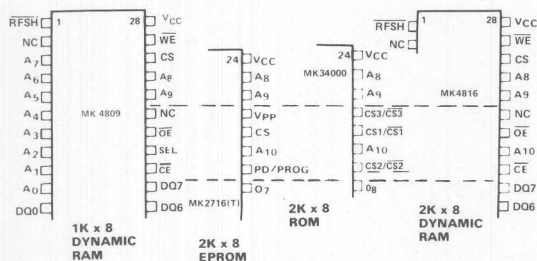 RFSH 1 28 VCC
NC WE
A7 CS
A6 A8
A5 A9
MK 4809
A4 NC
A3 OE
A2 SEL
A1 CE
A0 DQ7
DQ0 DQ6
1K x 8
DYNAMIC
RAM
24 VCC
A8
A9
VPP
CS
A10
PD/PROG
O7
MK2716(T)
2K x 8
EPROM
24 VCC
MK34000
A8
A9
CS3/CS3
CS1/CS1
A10
CS2/CS2
08
2K x 8
ROM
RFSH 1 28 VCC
NC WE
CS
A8
A9
MK4816
NC
OE
A10
CE
DQ7
DQ6
2K x 8
DYNAMIC
RAM